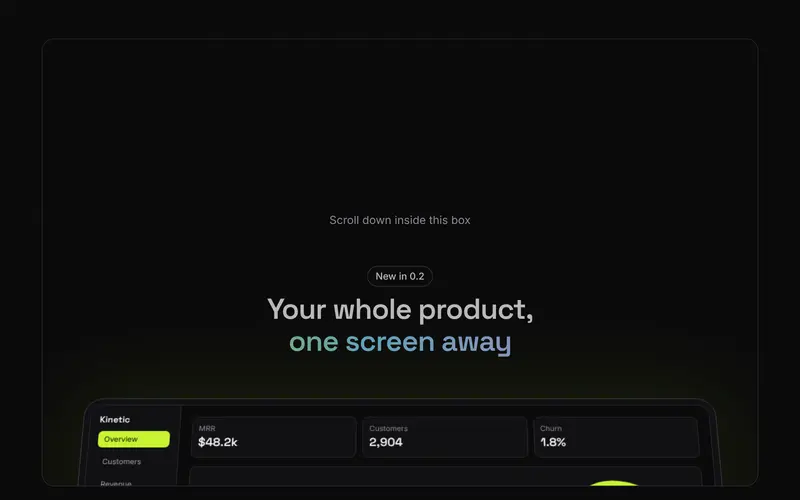 Scroll down inside this box
New in 0.2
Your whole product,
one screen away
Kinetic
Overview
Customers
Revenue
MRR
$48.2k
Customers
2,904
Churn
1.8%